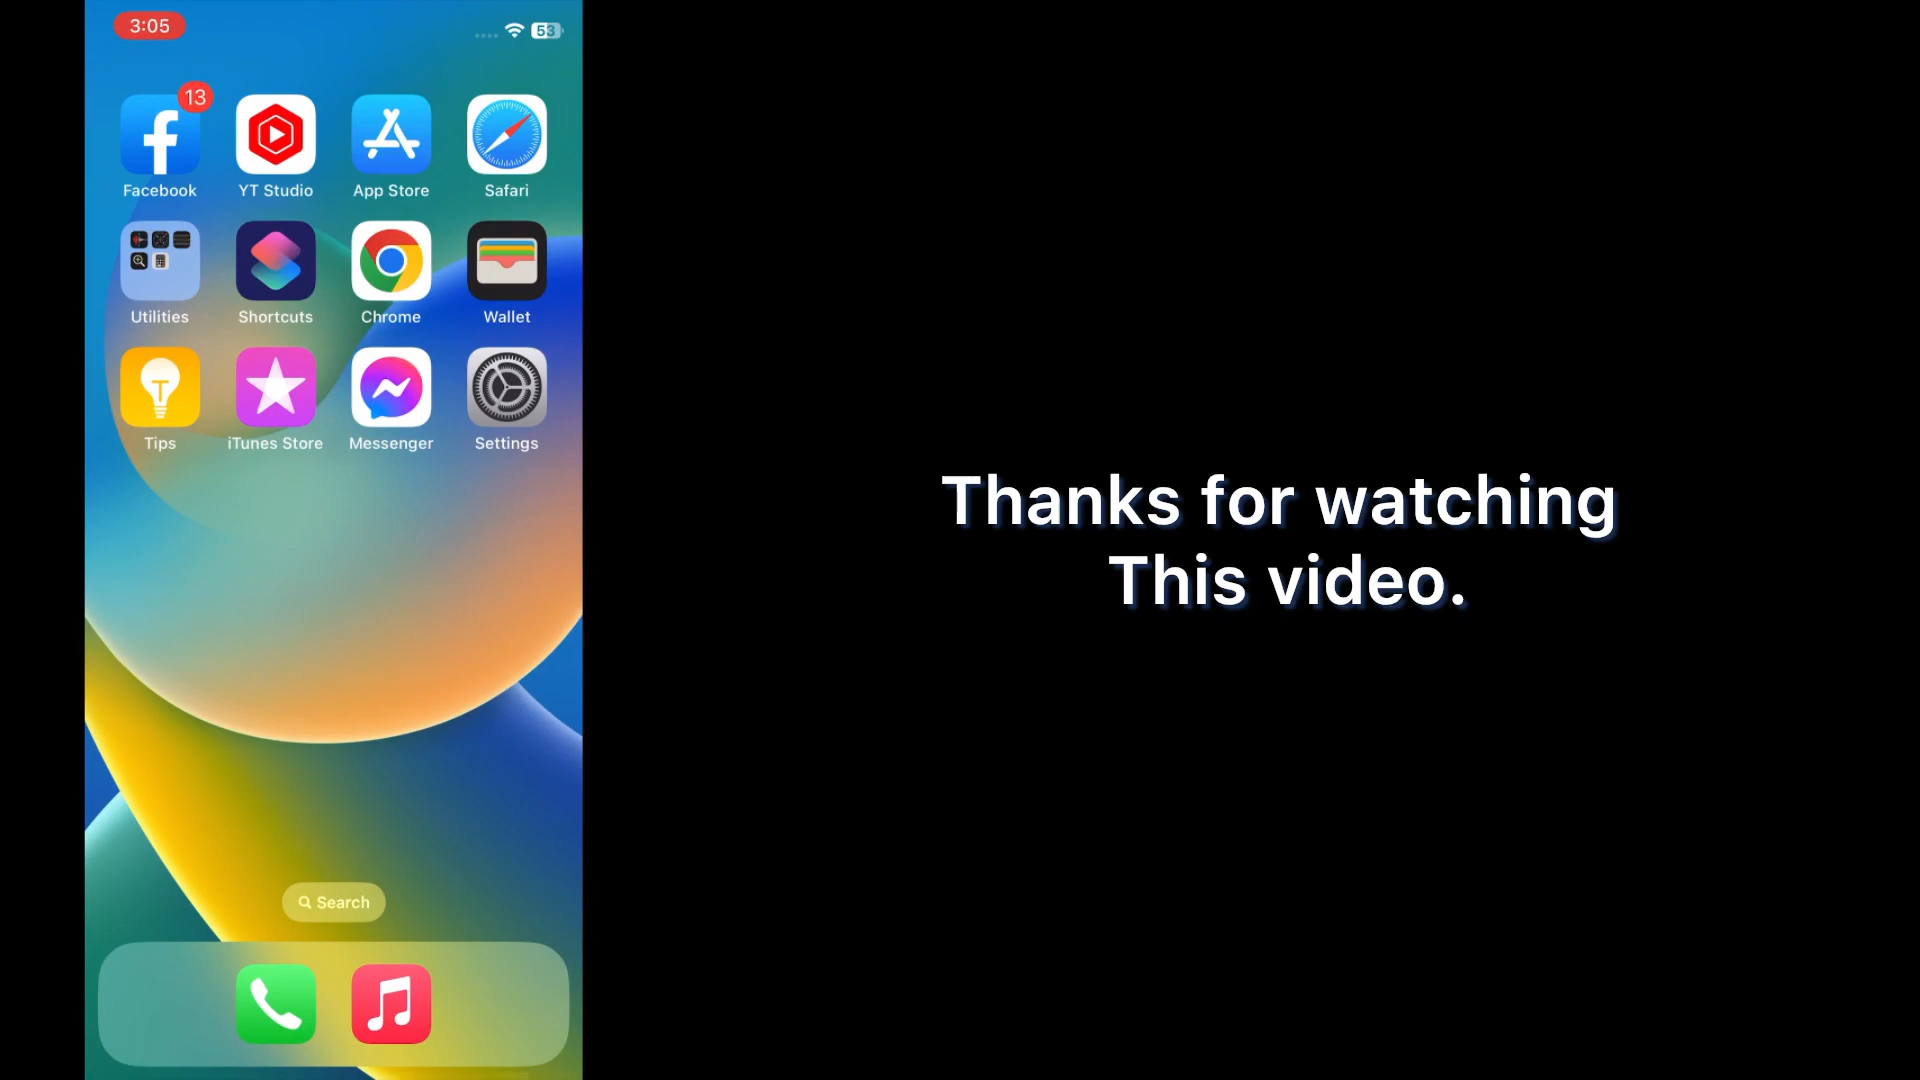 3:05
53
13
Facebook
YT Studio
App Store
Safari
Utilities
Shortcuts
Chrome
Wallet
Tips
iTunes Store
Messenger
Settings
Thanks for watching
This video.
Search